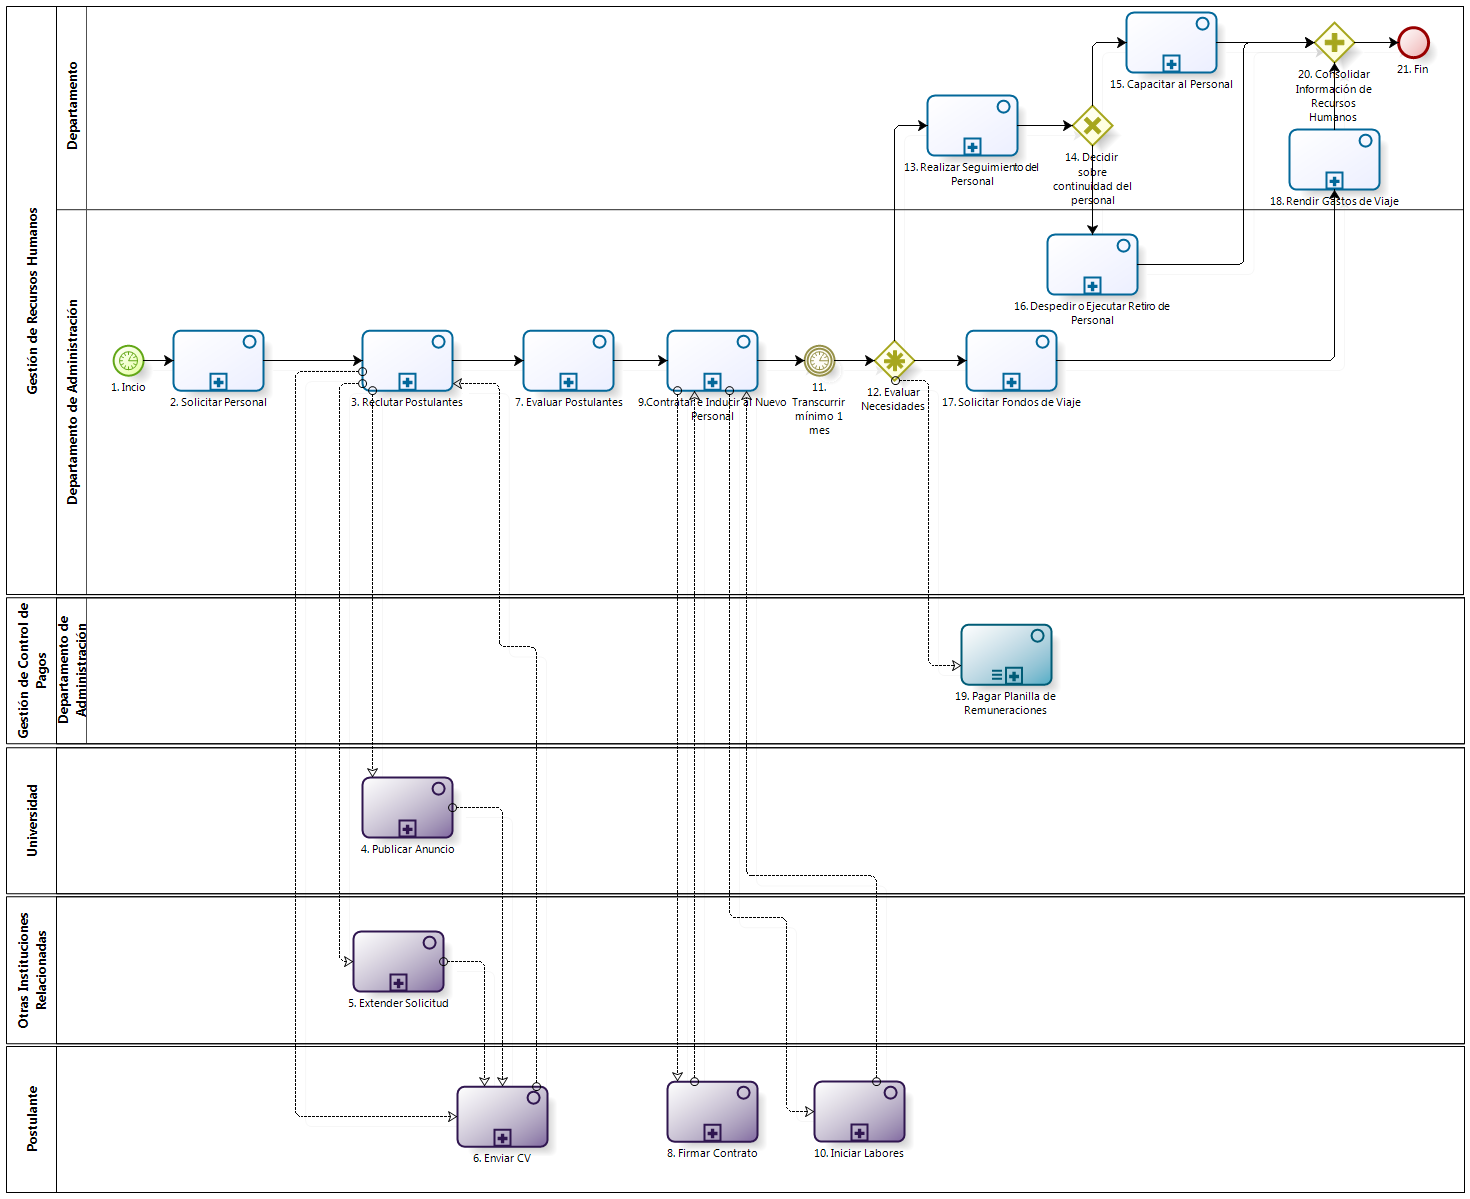 Gestión de Recursos Humanos
Departamento
15. Capacitar al Personal
20. Consolidar
Información de
Recursos
Humanos
21. Fin
13. Realizar Seguimiento del
Personal
14. Decidir
sobre
continuidad del
personal
18. Rendir Gastos de Viaje
Departamento de Administración
16. Despedir o Ejecutar Retiro de
Personal
1. Incio
2. Solicitar Personal
3. Reclutar Postulantes
7. Evaluar Postulantes
9.Contratar e Inducir al Nuevo
Personal
11.
Transcurrir
mínimo 1
mes
12. Evaluar
Necesidades
17. Solicitar Fondos de Viaje
Gestión de Control de
Pagos
Departamento de
Administración
19. Pagar Planilla de
Remuneraciones
Universidad
4. Publicar Anuncio
Otras Instituciones
Relacionadas
5. Extender Solicitud
Postulante
6. Enviar CV
8. Firmar Contrato
10. Iniciar Labores